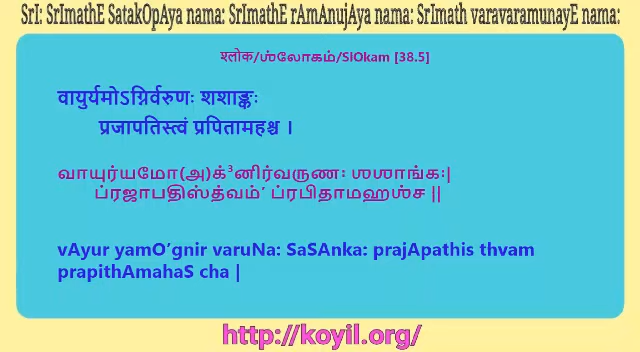 SrI: SrImathE SatakOpAya nama: SrImathE rAmAnujAya nama: SrImath varavaramunayE nama:
श्लोक/ஶ்லோகம்/SlOkam [38.5]
वायुर्यमोऽग्निर्वरुणः शशाङ्कः
प्रजापतिस्त्वं प्रपितामहश्च ।
வாயுர்யமோ(அ)க்³னிர்வருண꞉ ஶஶாங்க꞉|
ப்ரஜாபதிஸ்த்வம்ʼ ப்ரபிதாமஹஶ்ச ||
vAyur yamO’gnir varuNa: SaSAnka: prajApathis thvam
prapithAmahaS cha |
http://koyil.org/